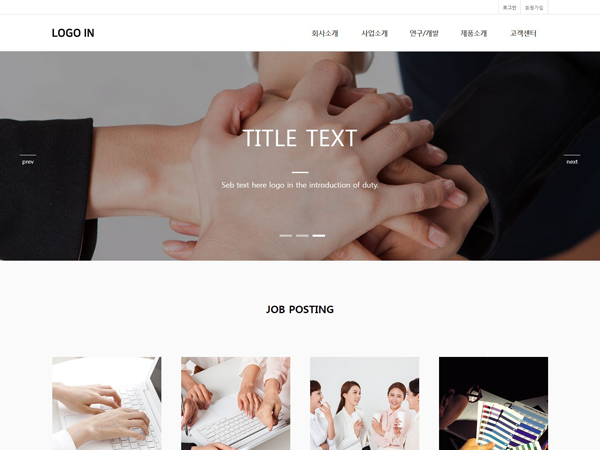 로그인 회원가입
LOGO IN 회사소개 사업소개 연구/개발 제품소개 고객센터
TITLE TEXT
prev next
Seb text here logo in the introduction of duty.
JOB POSTING